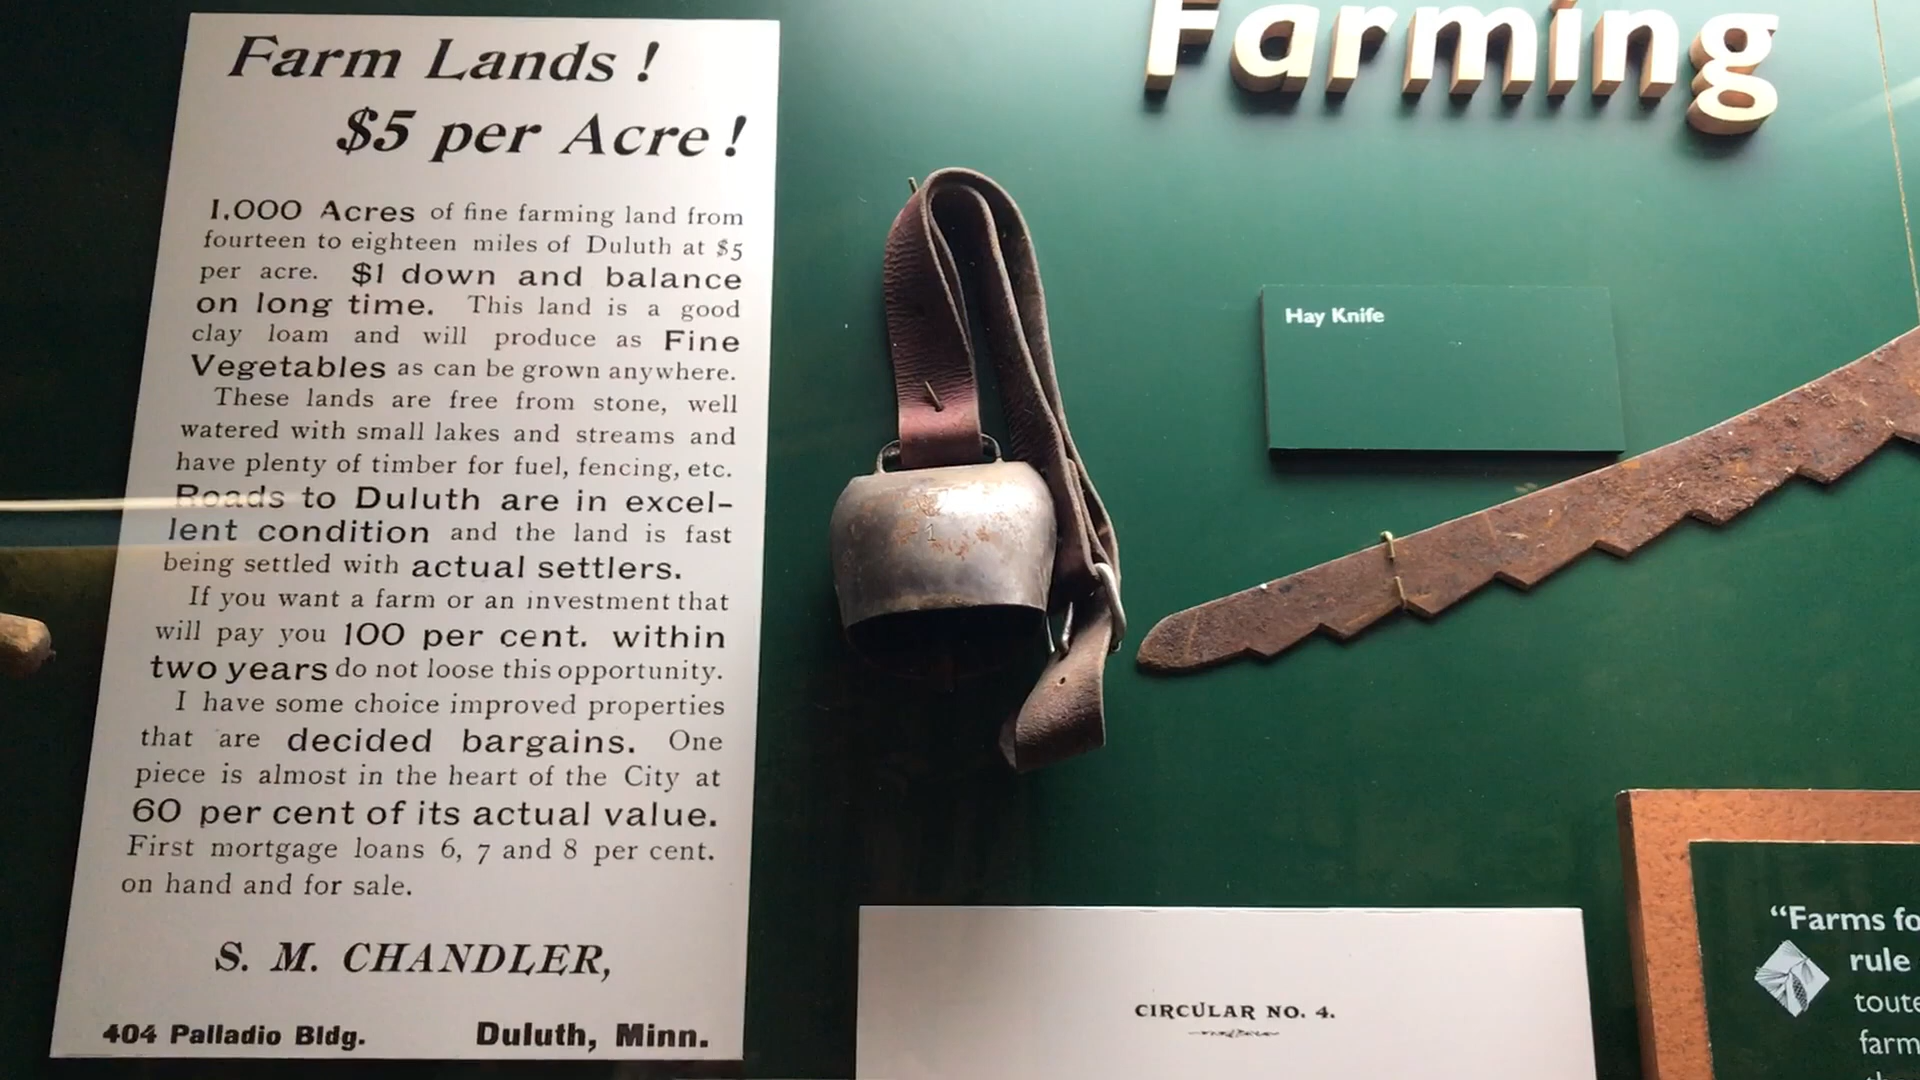 Farm Lands !
$5 per Acre !
1,000 Acres of fine farming land from
fourteen to eighteen miles of Duluth at $5
per acre. $1 down and balance
on long time. This land is a good
clay loam and will produce as Fine
Vegetables as can be grown anywhere.
These lands are free from stone, well
watered with small lakes and streams and
have plenty of timber for fuel, fencing, etc.
Roads to Duluth are in excel-
lent condition and the land is fast
being settled with actual settlers.
If you want a farm or an investment that
will pay you 100 per cent. within
two years do not loose this opportunity.
I have some choice improved properties
that are decided bargains. One
piece is almost in the heart of the City at
60 per cent of its actual value.
First mortgage loans 6, 7 and 8 per cent.
on hand and for sale.
S. M. CHANDLER,
404 Palladio Bldg. Duluth, Minn.
Farming
1
Hay Knife
CIRCULAR NO. 4.
“Farms fo
rule
toute
farm